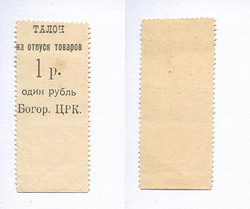 ТАЛОН
на отпуск товаров
1 р.
один рубль
Богор. ЦРК.